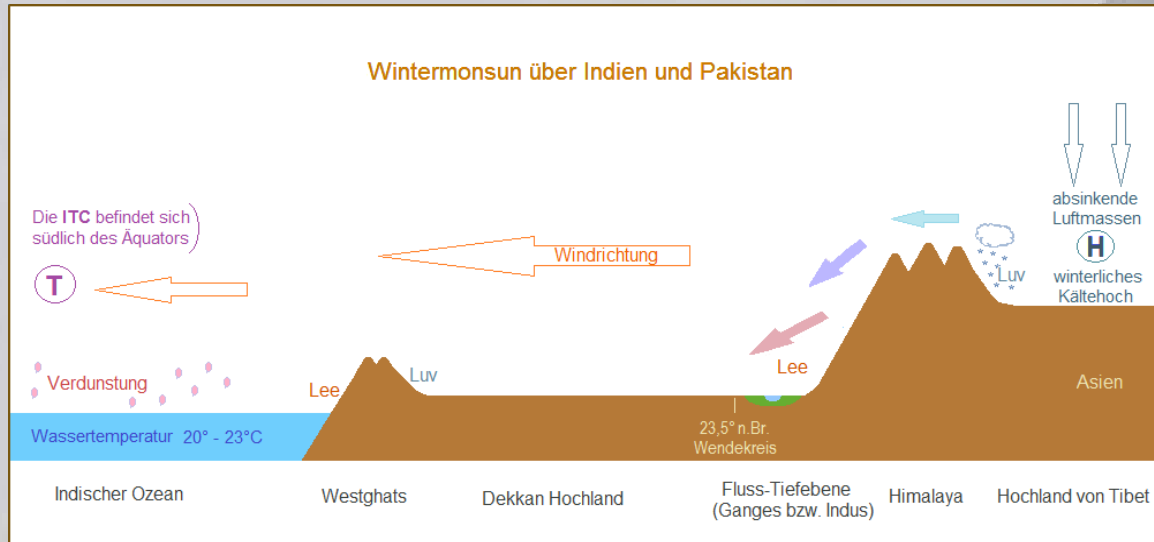 Wintermonsun über Indien und Pakistan
Die ITC befindet sich
südlich des Äquators
T
Windrichtung
absinkende
Luftmassen
H
winterliches
Kältehoch
Luv
Verdunstung
Lee
Luv
Lee
Asien
Wassertemperatur 20° - 23°C
23,5° n.Br.
Wendekreis
Indischer Ozean
Westghats
Dekkan Hochland
Fluss-Tiefebene
(Ganges bzw. Indus)
Himalaya
Hochland von Tibet